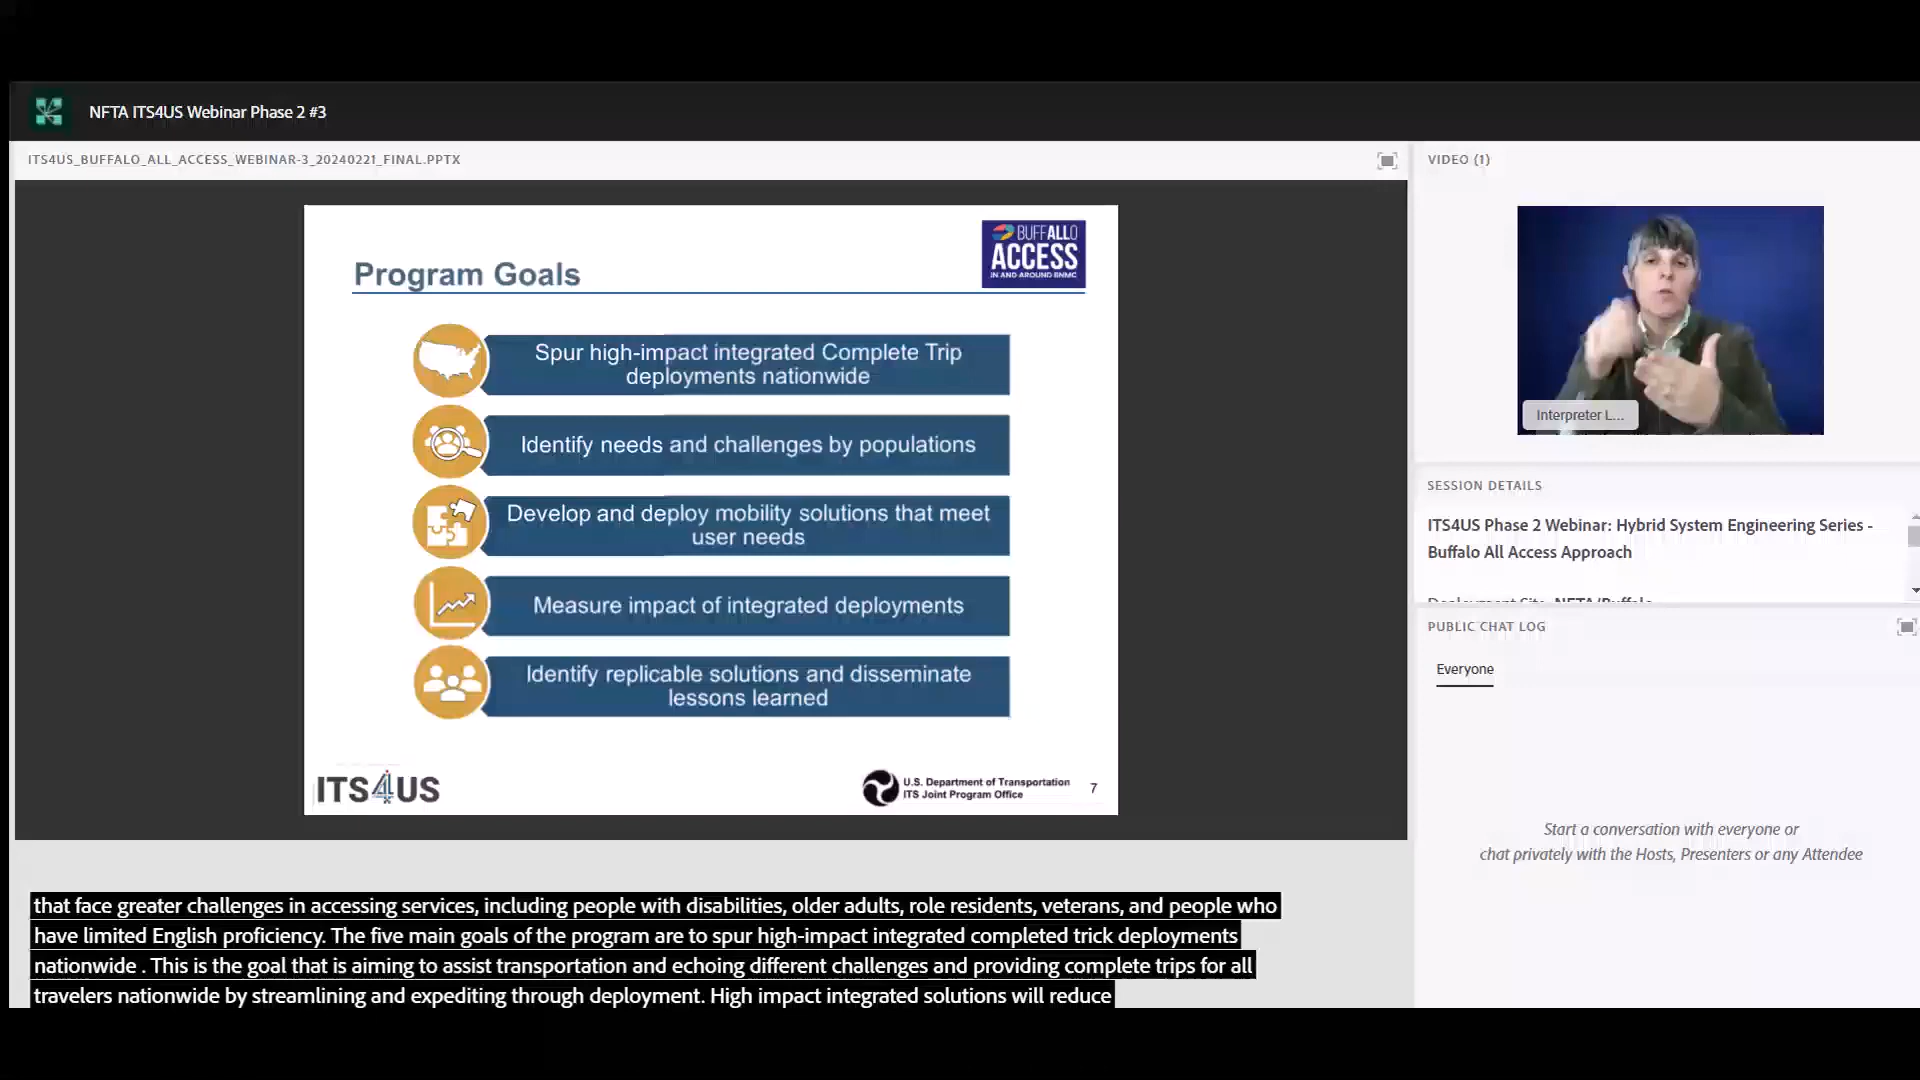 NFTA ITS4US Webinar Phase 2 #3
ITS4US_BUFFALO_ALL_ACCESS_WEBINAR-3_20240221_FINAL.PPTX
BUFFALLO
ACCESS
IN AND AROUND BNMC
Program Goals
Spur high-impact integrated Complete Trip
deployments nationwide
Identify needs and challenges by populations
Develop and deploy mobility solutions that meet
user needs
Measure impact of integrated deployments
Identify replicable solutions and disseminate
lessons learned
ITS4US
U.S. Department of Transportation
ITS Joint Program Office
7
that face greater challenges in accessing services, including people with disabilities, older adults, role residents, veterans, and people who
have limited English proficiency. The five main goals of the program are to spur high-impact integrated completed trick deployments
nationwide . This is the goal that is aiming to assist transportation and echoing different challenges and providing complete trips for all
travelers nationwide by streamlining and expediting through deployment. High impact integrated solutions will reduce
VIDEO (1)
Interpreter L...
SESSION DETAILS
ITS4US Phase 2 Webinar: Hybrid System Engineering Series -
Buffalo All Access Approach
Deployment Site: NFTA/Buffalo
PUBLIC CHAT LOG
Everyone
Start a conversation with everyone or
chat privately with the Hosts, Presenters or any Attendee